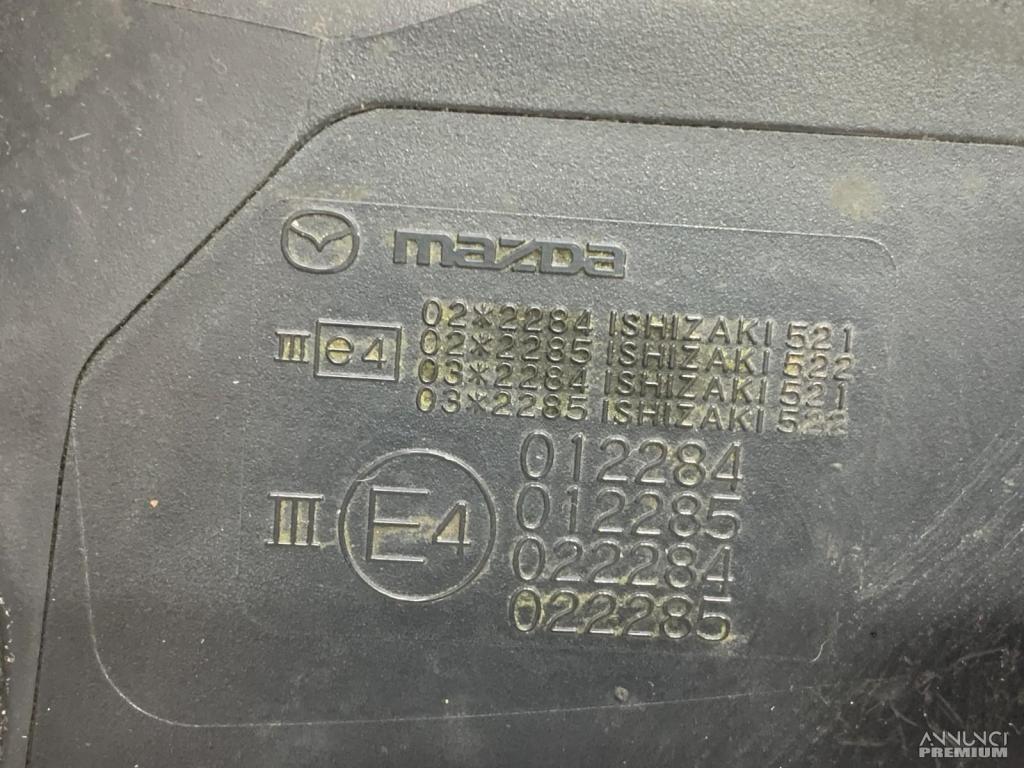 mazda
III e4
02*2284 ISHIZAKI 521
02*2285 ISHIZAKI 522
03*2284 ISHIZAKI 521
03*2285 ISHIZAKI 522
III E4
012284
012285
022284
022285
ANNUNCI
PREMIUM